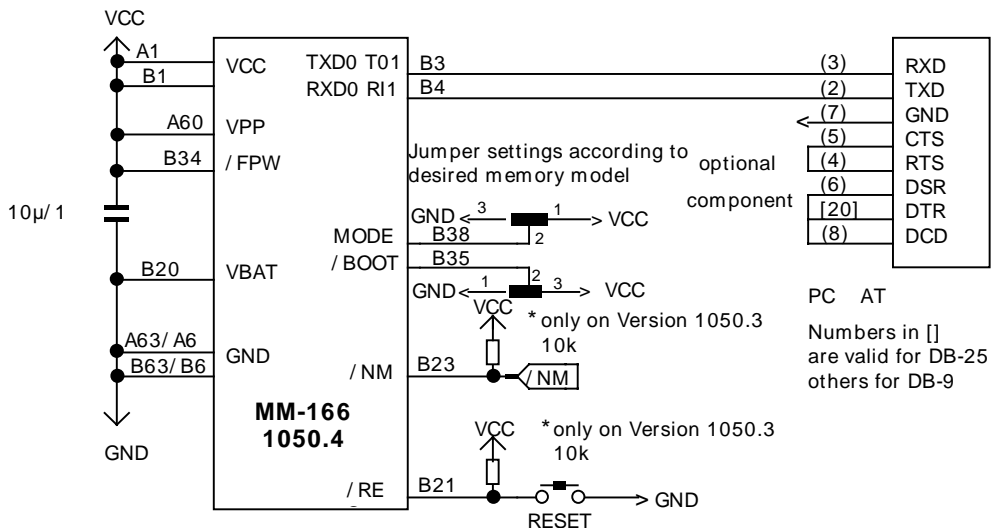 VCC
A1
B1
A60
B34
10µ/1
B20
A63/A6
B63/B6
GND
VCC
VPP
/FPW
VBAT
GND
TXD0 T01
RXD0 RI1
MODE
/BOOT
/NM
MM-166
1050.4
/RE
B3
B4
Jumper settings according to
desired memory model
optional
component
GND
3
1
VCC
B38
2
B35
2
GND
1
3
VCC
VCC
*only on Version 1050.3
10k
B23
/NM
VCC
*only on Version 1050.3
10k
B21
RESET
GND
(3) RXD
(2) TXD
(7) GND
(5) CTS
(4) RTS
(6) DSR
[20] DTR
(8) DCD
PC AT
Numbers in []
are valid for DB-25
others for DB-9